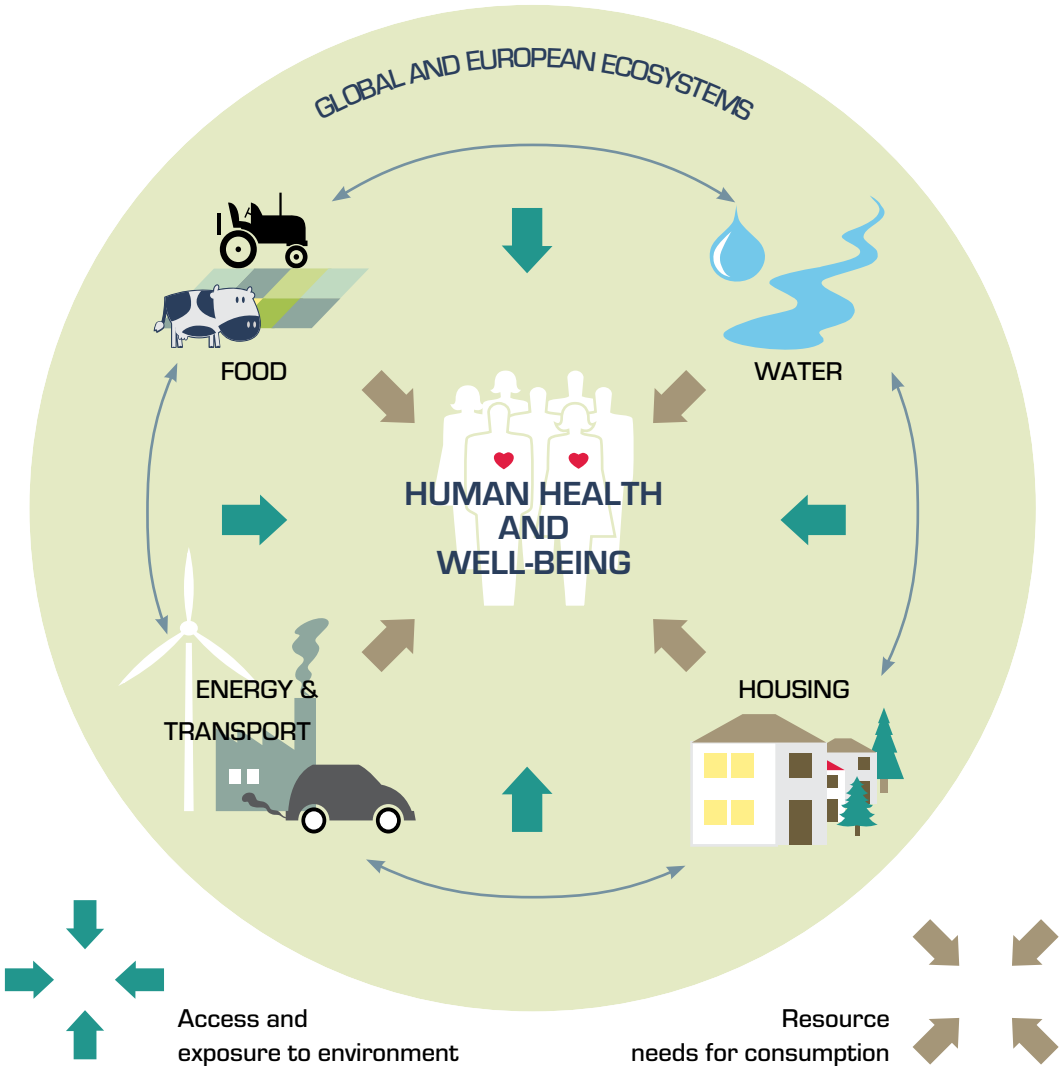 GLOBAL AND EUROPEAN ECOSYSTEMS
FOOD
WATER
HUMAN HEALTH
AND
WELL-BEING
ENERGY &
TRANSPORT
HOUSING
Access and
exposure to environment
Resource
needs for consumption